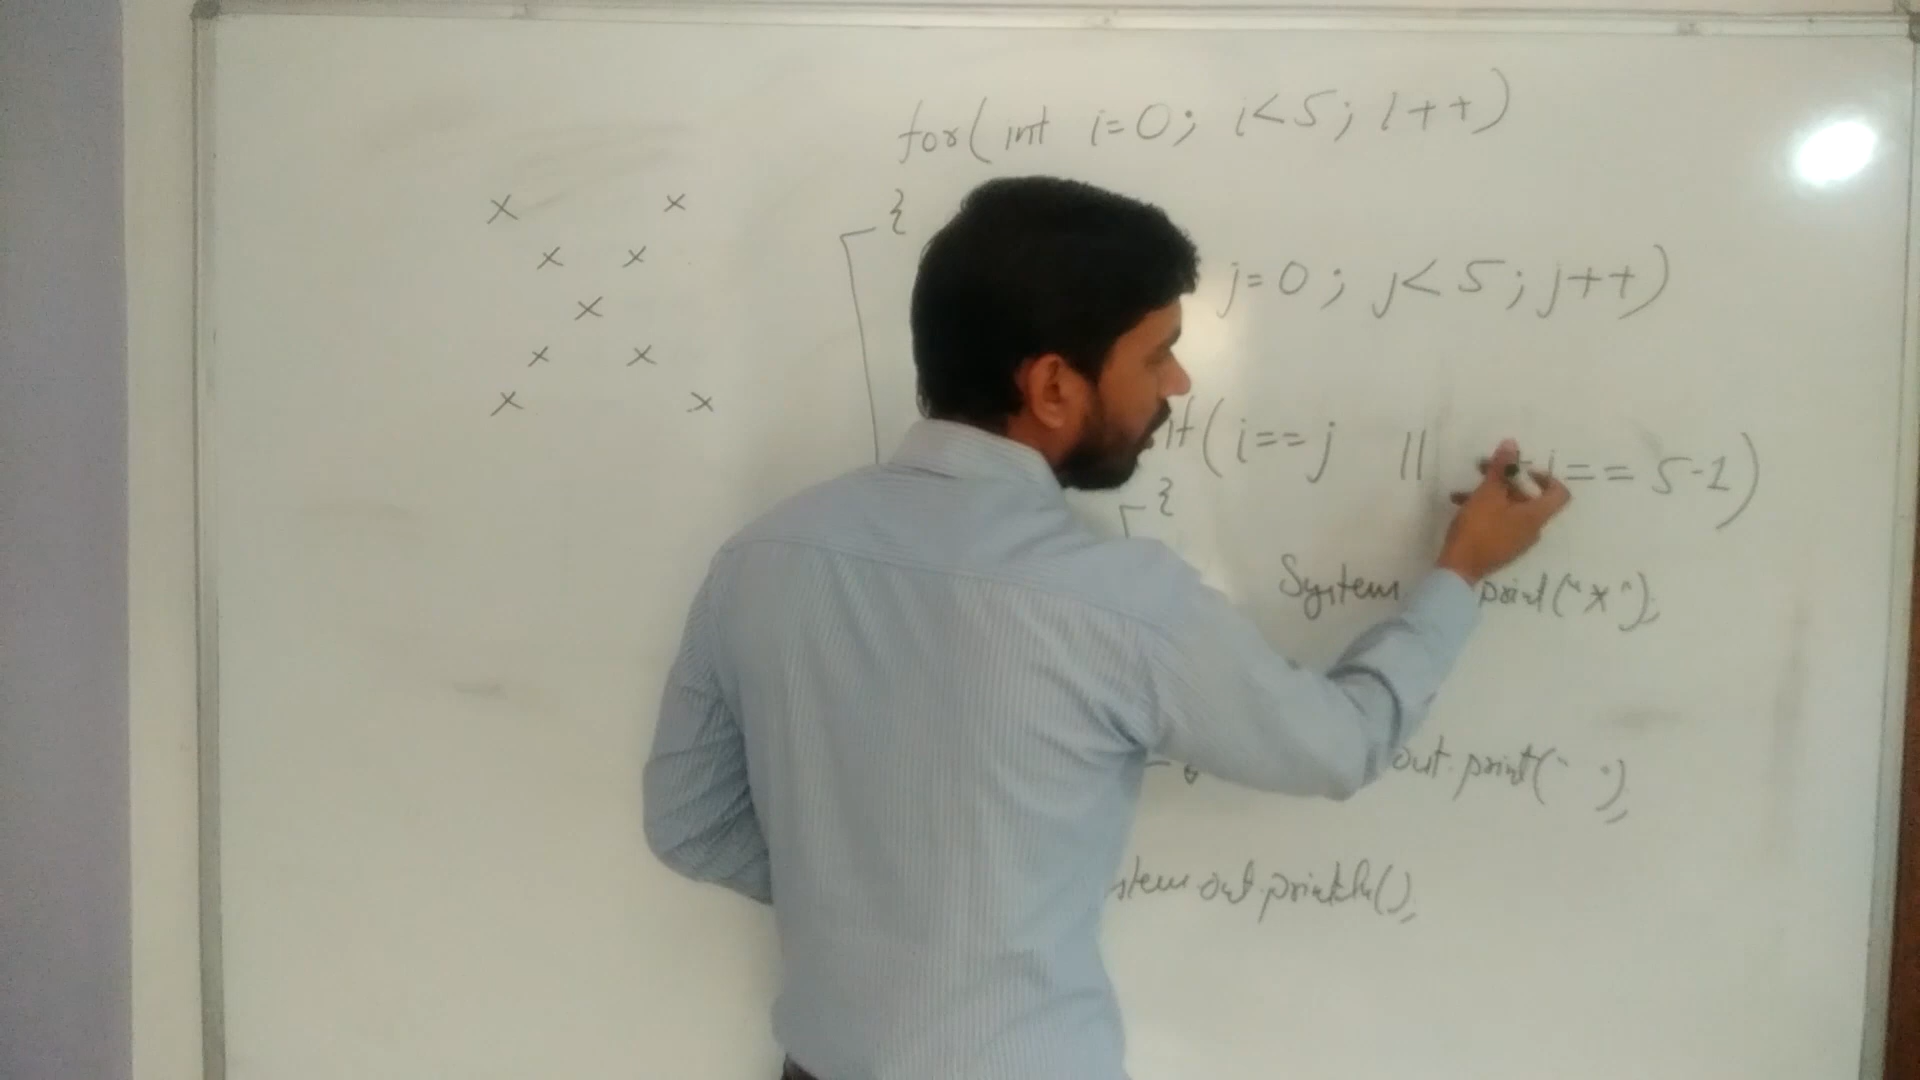 for(int i=0; i<5; i++)
x x
{
x x
j=0; j<5; j++)
x
x x
if(i==j || == 5-1)
x x
{
System print("x");
out.print(" ");
stem.out.println();